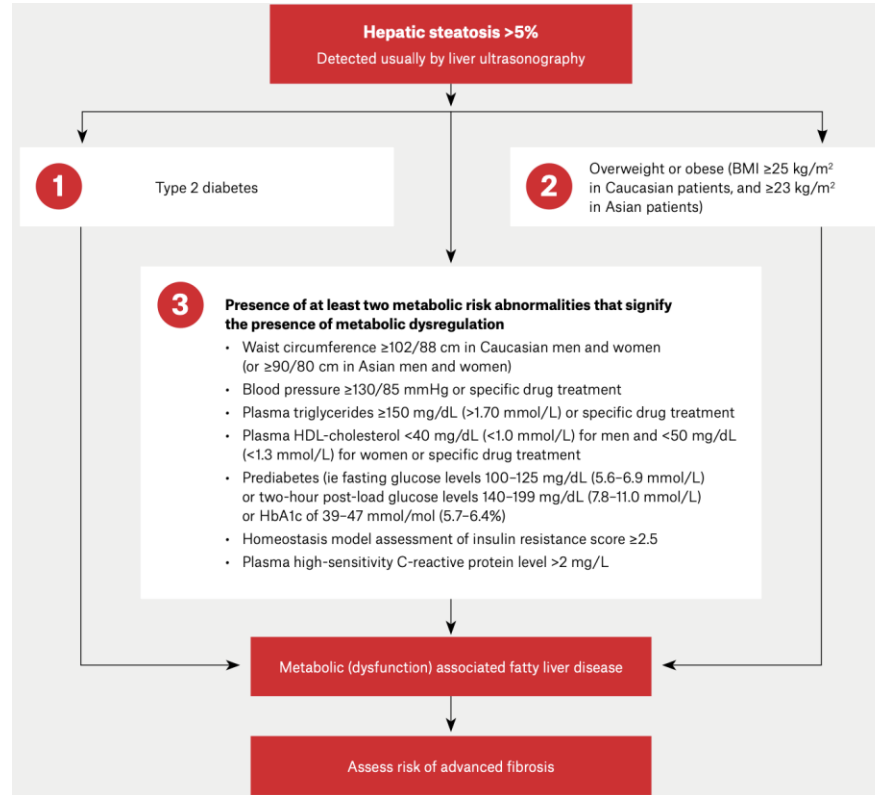 Hepatic steatosis >5%
Detected usually by liver ultrasonography
1
Type 2 diabetes
2
Overweight or obese (BMI ≥25 kg/m²
in Caucasian patients, and ≥23 kg/m²
in Asian patients)
3
Presence of at least two metabolic risk abnormalities that signify
the presence of metabolic dysregulation
• Waist circumference ≥102/88 cm in Caucasian men and women
(or ≥90/80 cm in Asian men and women)
• Blood pressure ≥130/85 mmHg or specific drug treatment
• Plasma triglycerides ≥150 mg/dL (>1.70 mmol/L) or specific drug treatment
• Plasma HDL-cholesterol <40 mg/dL (<1.0 mmol/L) for men and <50 mg/dL
(<1.3 mmol/L) for women or specific drug treatment
• Prediabetes (ie fasting glucose levels 100–125 mg/dL (5.6–6.9 mmol/L)
or two-hour post-load glucose levels 140–199 mg/dL (7.8–11.0 mmol/L)
or HbA1c of 39–47 mmol/mol (5.7–6.4%)
• Homeostasis model assessment of insulin resistance score ≥2.5
• Plasma high-sensitivity C-reactive protein level >2 mg/L
Metabolic (dysfunction) associated fatty liver disease
Assess risk of advanced fibrosis